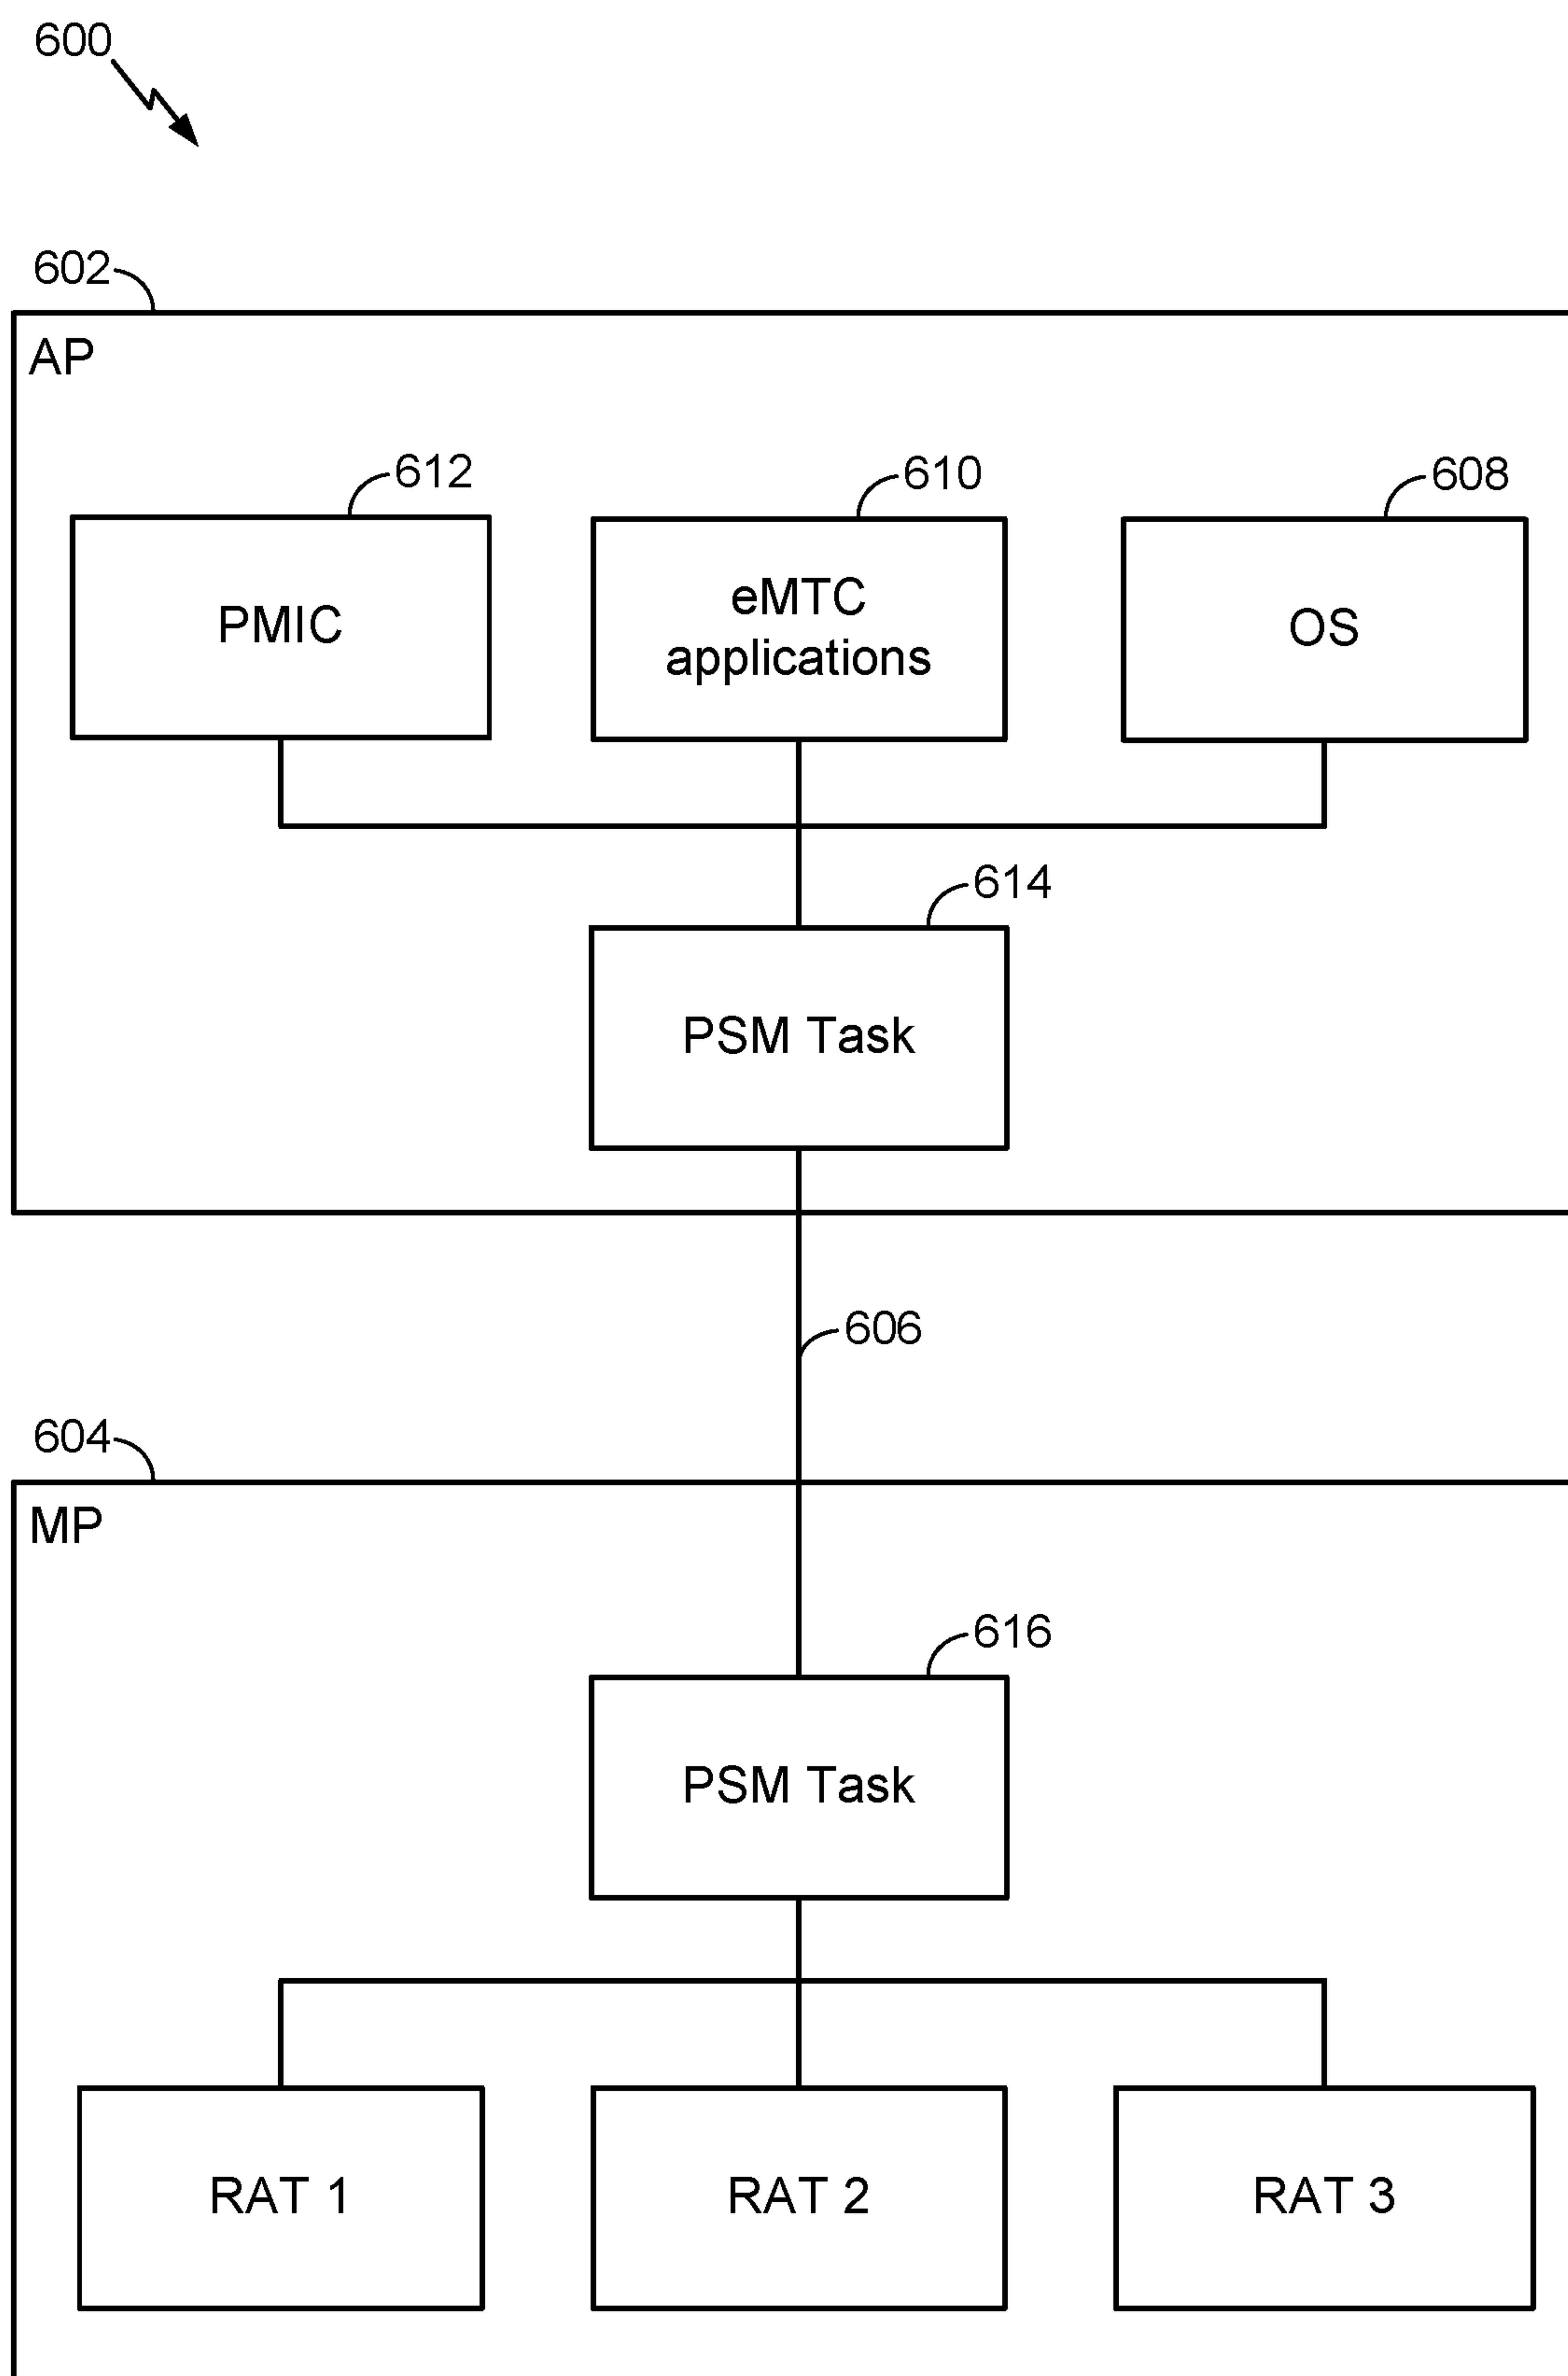 600
602
AP
612
610
608
PMIC
eMTC
applications
OS
614
PSM Task
606
604
MP
616
PSM Task
RAT 1
RAT 2
RAT 3